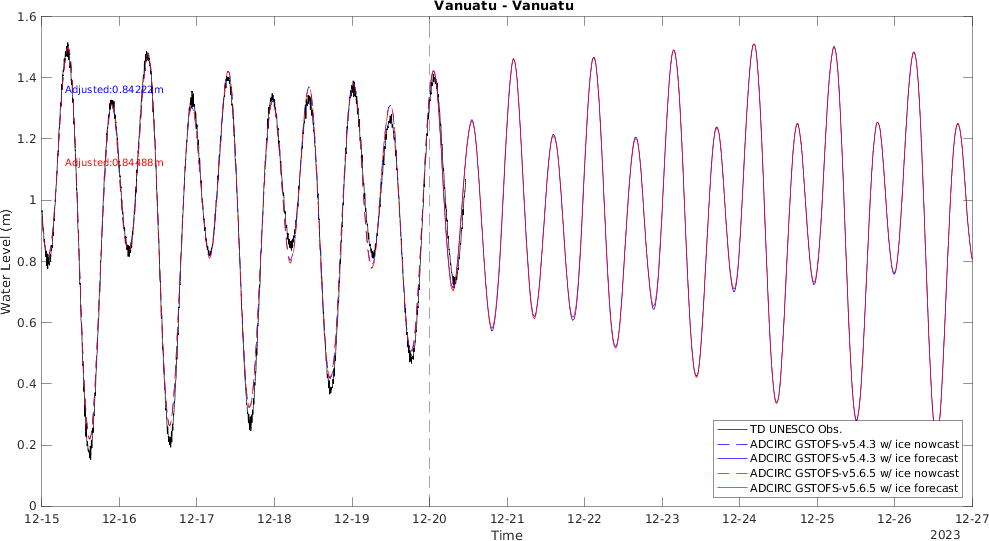 Vanuatu - Vanuatu
1.6
1.4
1.2
1
0.8
0.6
0.4
0.2
0
Water Level (m)
Adjusted:0.84222m
Adjusted:0.84488m
TD UNESCO Obs.
ADCIRC GSTOFS-v5.4.3 w/ ice nowcast
ADCIRC GSTOFS-v5.4.3 w/ ice forecast
ADCIRC GSTOFS-v5.6.5 w/ ice nowcast
ADCIRC GSTOFS-v5.6.5 w/ ice forecast
12-15 12-16 12-17 12-18 12-19 12-20 12-21 12-22 12-23 12-24 12-25 12-26 12-27
Time
2023